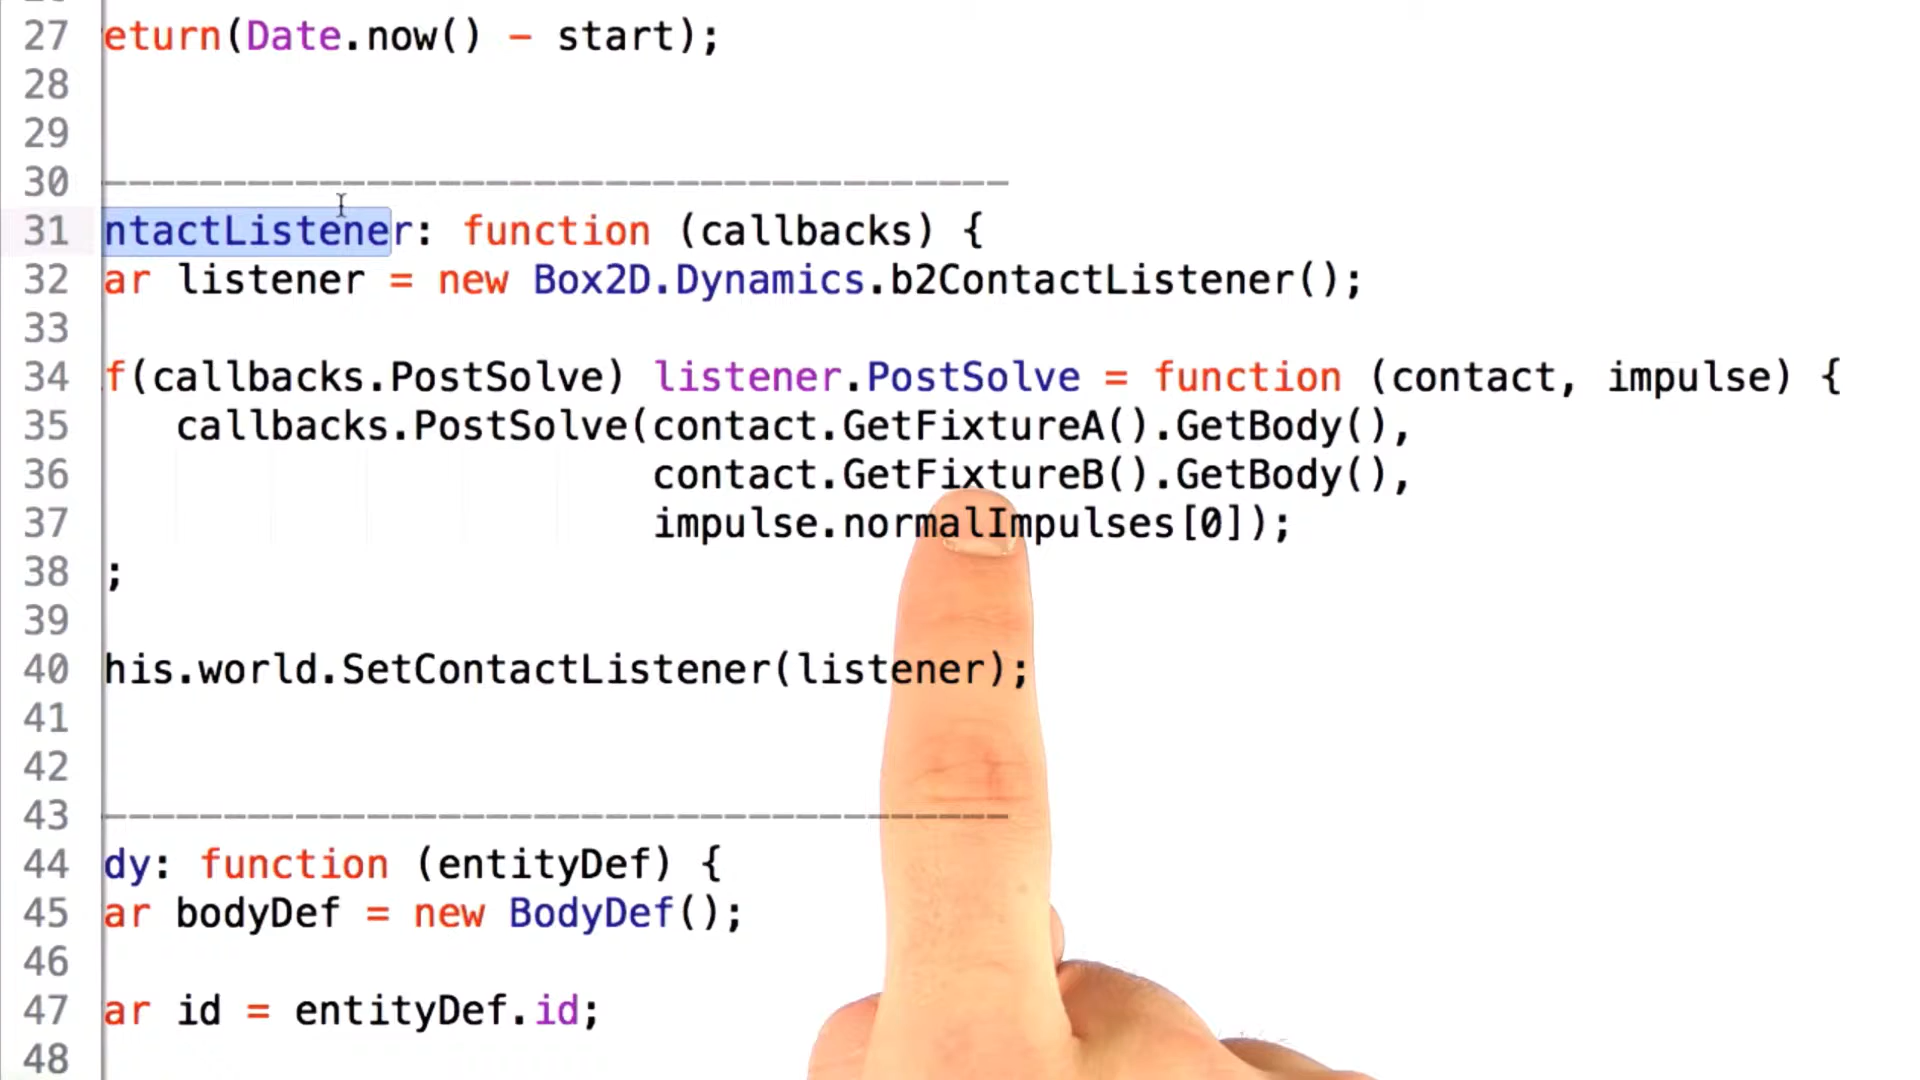 27 eturn(Date.now() - start);
28
29
30 --------------------------------------
31 ntactListener: function (callbacks) {
32 ar listener = new Box2D.Dynamics.b2ContactListener();
33
34 f(callbacks.PostSolve) listener.PostSolve = function (contact, impulse) {
35 callbacks.PostSolve(contact.GetFixtureA().GetBody(),
36 contact.GetFixtureB().GetBody(),
37 impulse.normalImpulses[0]);
38 ;
39
40 his.world.SetContactListener(listener);
41
42
43 --------------------------------------
44 dy: function (entityDef) {
45 ar bodyDef = new BodyDef();
46
47 ar id = entityDef.id;
48